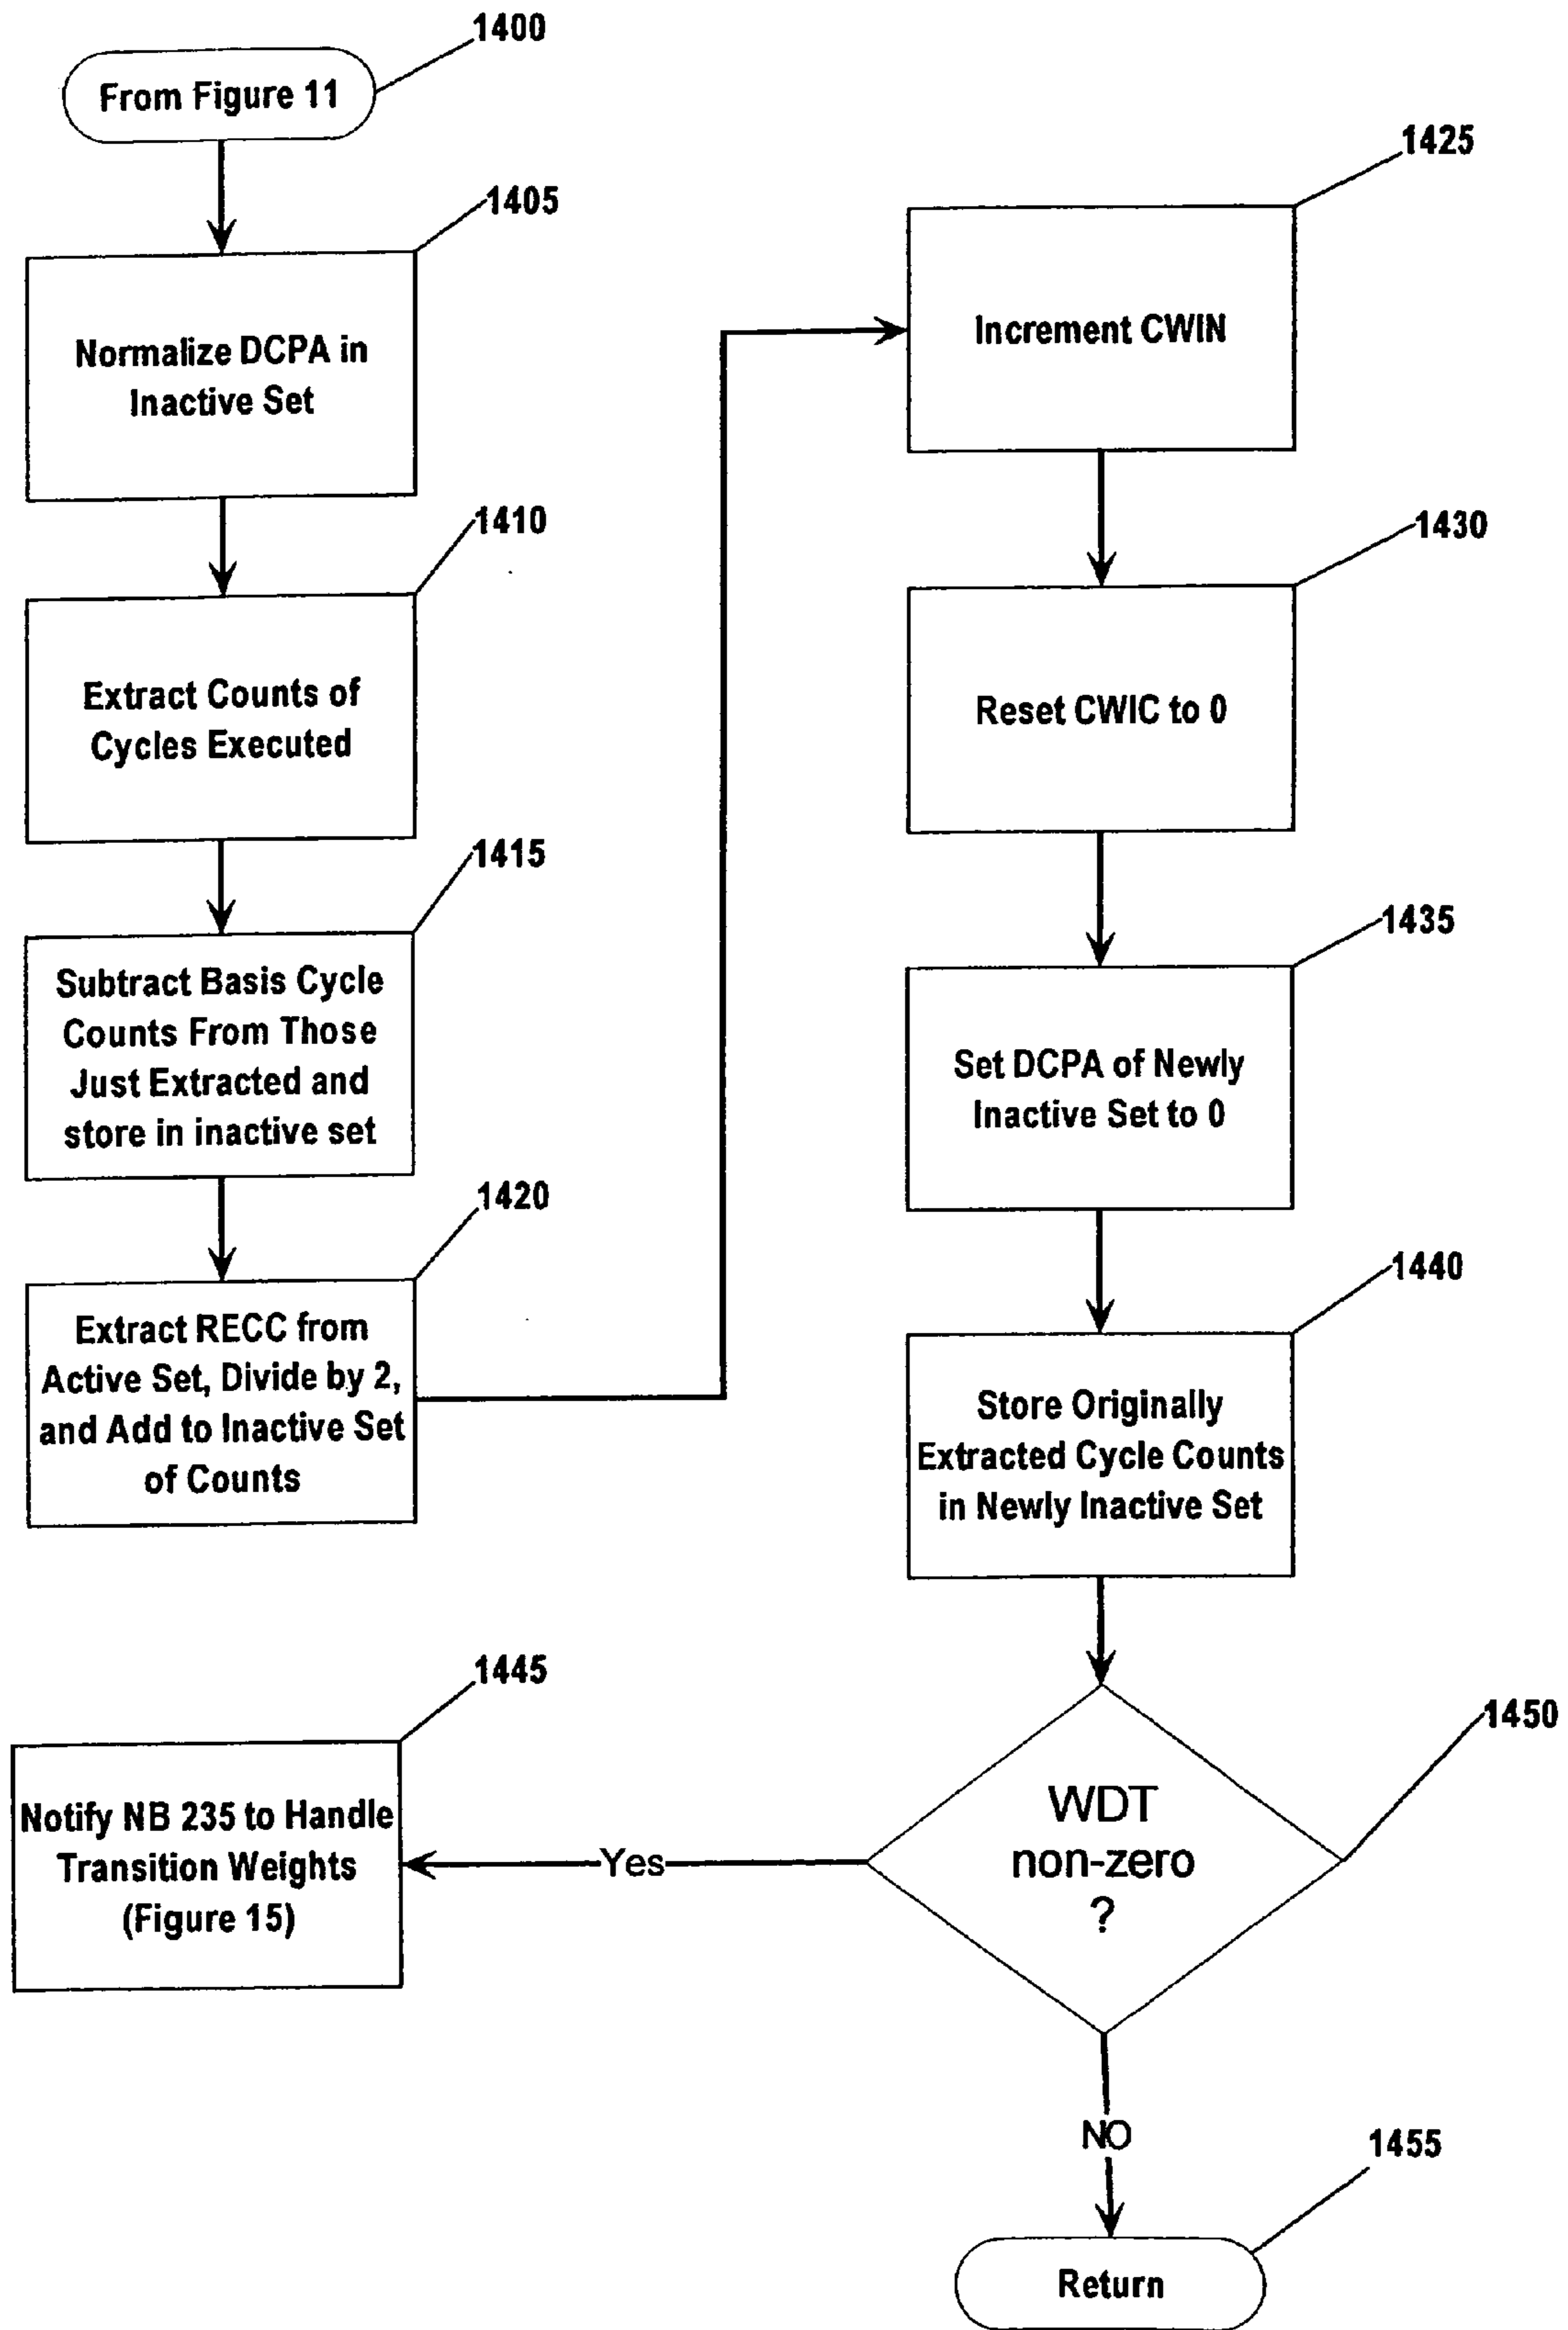 1400
From Figure 11
1405
Normalize DCPA in
Inactive Set
1410
Extract Counts of
Cycles Executed
1415
Subtract Basis Cycle
Counts From Those
Just Extracted and
store in inactive set
1420
Extract RECC from
Active Set, Divide by 2,
and Add to Inactive Set
of Counts
1425
Increment CWIN
1430
Reset CWIC to 0
1435
Set DCPA of Newly
Inactive Set to 0
1440
Store Originally
Extracted Cycle Counts
in Newly Inactive Set
1450
WDT
non-zero
?
Yes
1445
Notify NB 235 to Handle
Transition Weights
(Figure 15)
NO
1455
Return